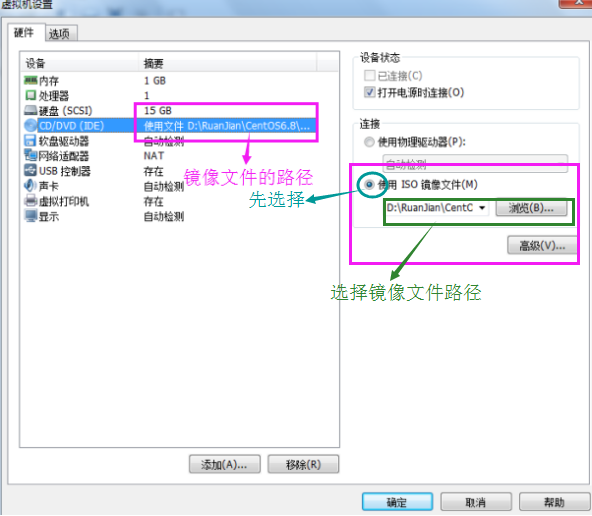 虚拟机设置
硬件 选项
设备 摘要
内存 1 GB
处理器 1
硬盘 (SCSI) 15 GB
CD/DVD (IDE) 使用文件 D:\RuanJian\CentOS6.8\...
软盘驱动器 自动检测
网络适配器 NAT
USB 控制器 存在
声卡 自动检测
虚拟打印机 存在
显示 自动检测
镜像文件的路径
先选择
添加(A)... 移除(R)
设备状态
已连接(C)
打开电源时连接(O)
连接
使用物理驱动器(P):
自动检测
使用 ISO 镜像文件(M)
D:\RuanJian\CentC 浏览(B)...
高级(V)...
选择镜像文件路径
确定 取消 帮助